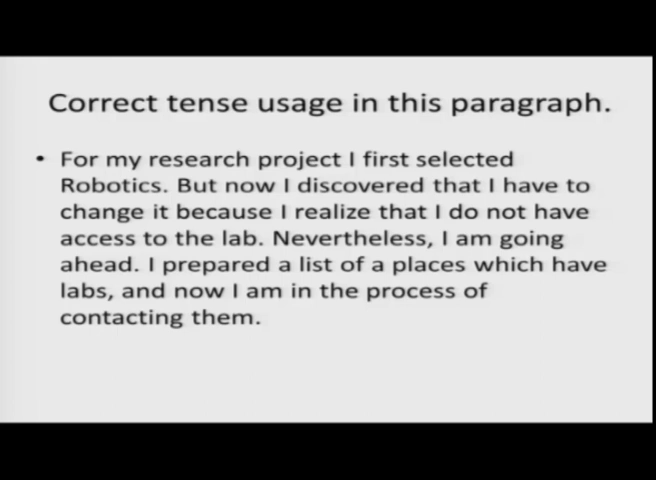 Correct tense usage in this paragraph.
• For my research project I first selected
Robotics. But now I discovered that I have to
change it because I realize that I do not have
access to the lab. Nevertheless, I am going
ahead. I prepared a list of a places which have
labs, and now I am in the process of
contacting them.